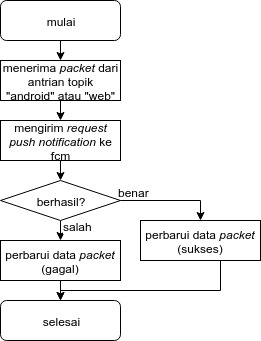 mulai
menerima packet dari
antrian topik
"android" atau "web"
mengirim request
push notification ke
fcm
berhasil?
benar
salah
perbarui data packet
(sukses)
perbarui data packet
(gagal)
selesai